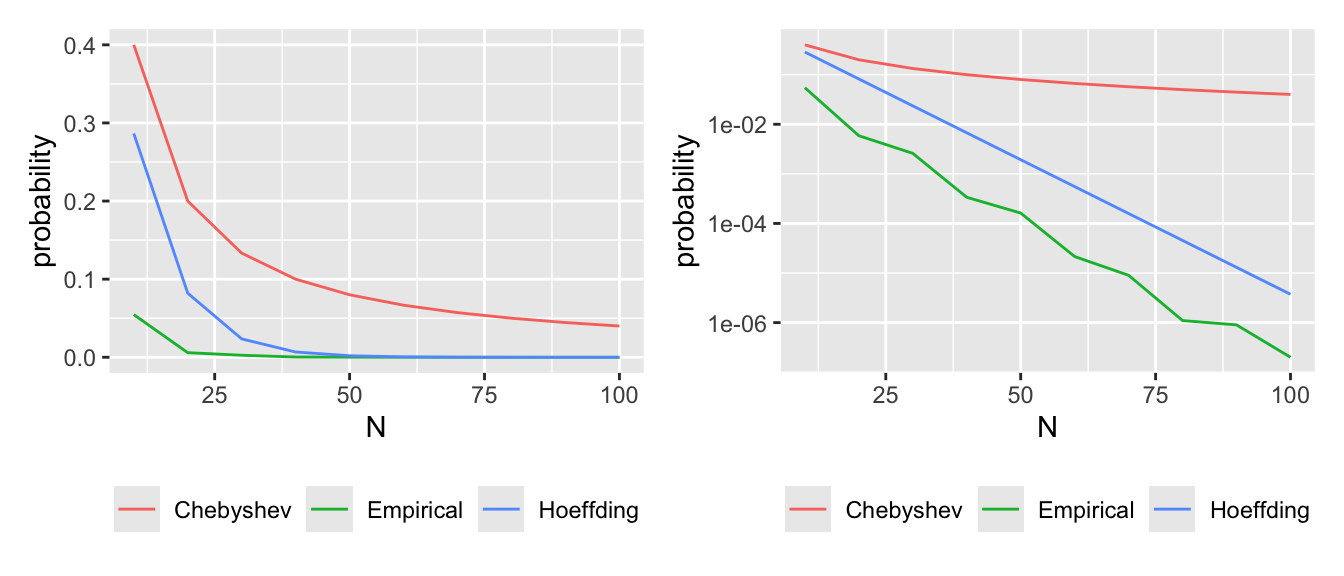 0.4
0.3
0.2
0.1
0.0
probability
25 50 75 100
N
Chebyshev Empirical Hoeffding
1e-02
1e-04
1e-06
probability
25 50 75 100
N
Chebyshev Empirical Hoeffding